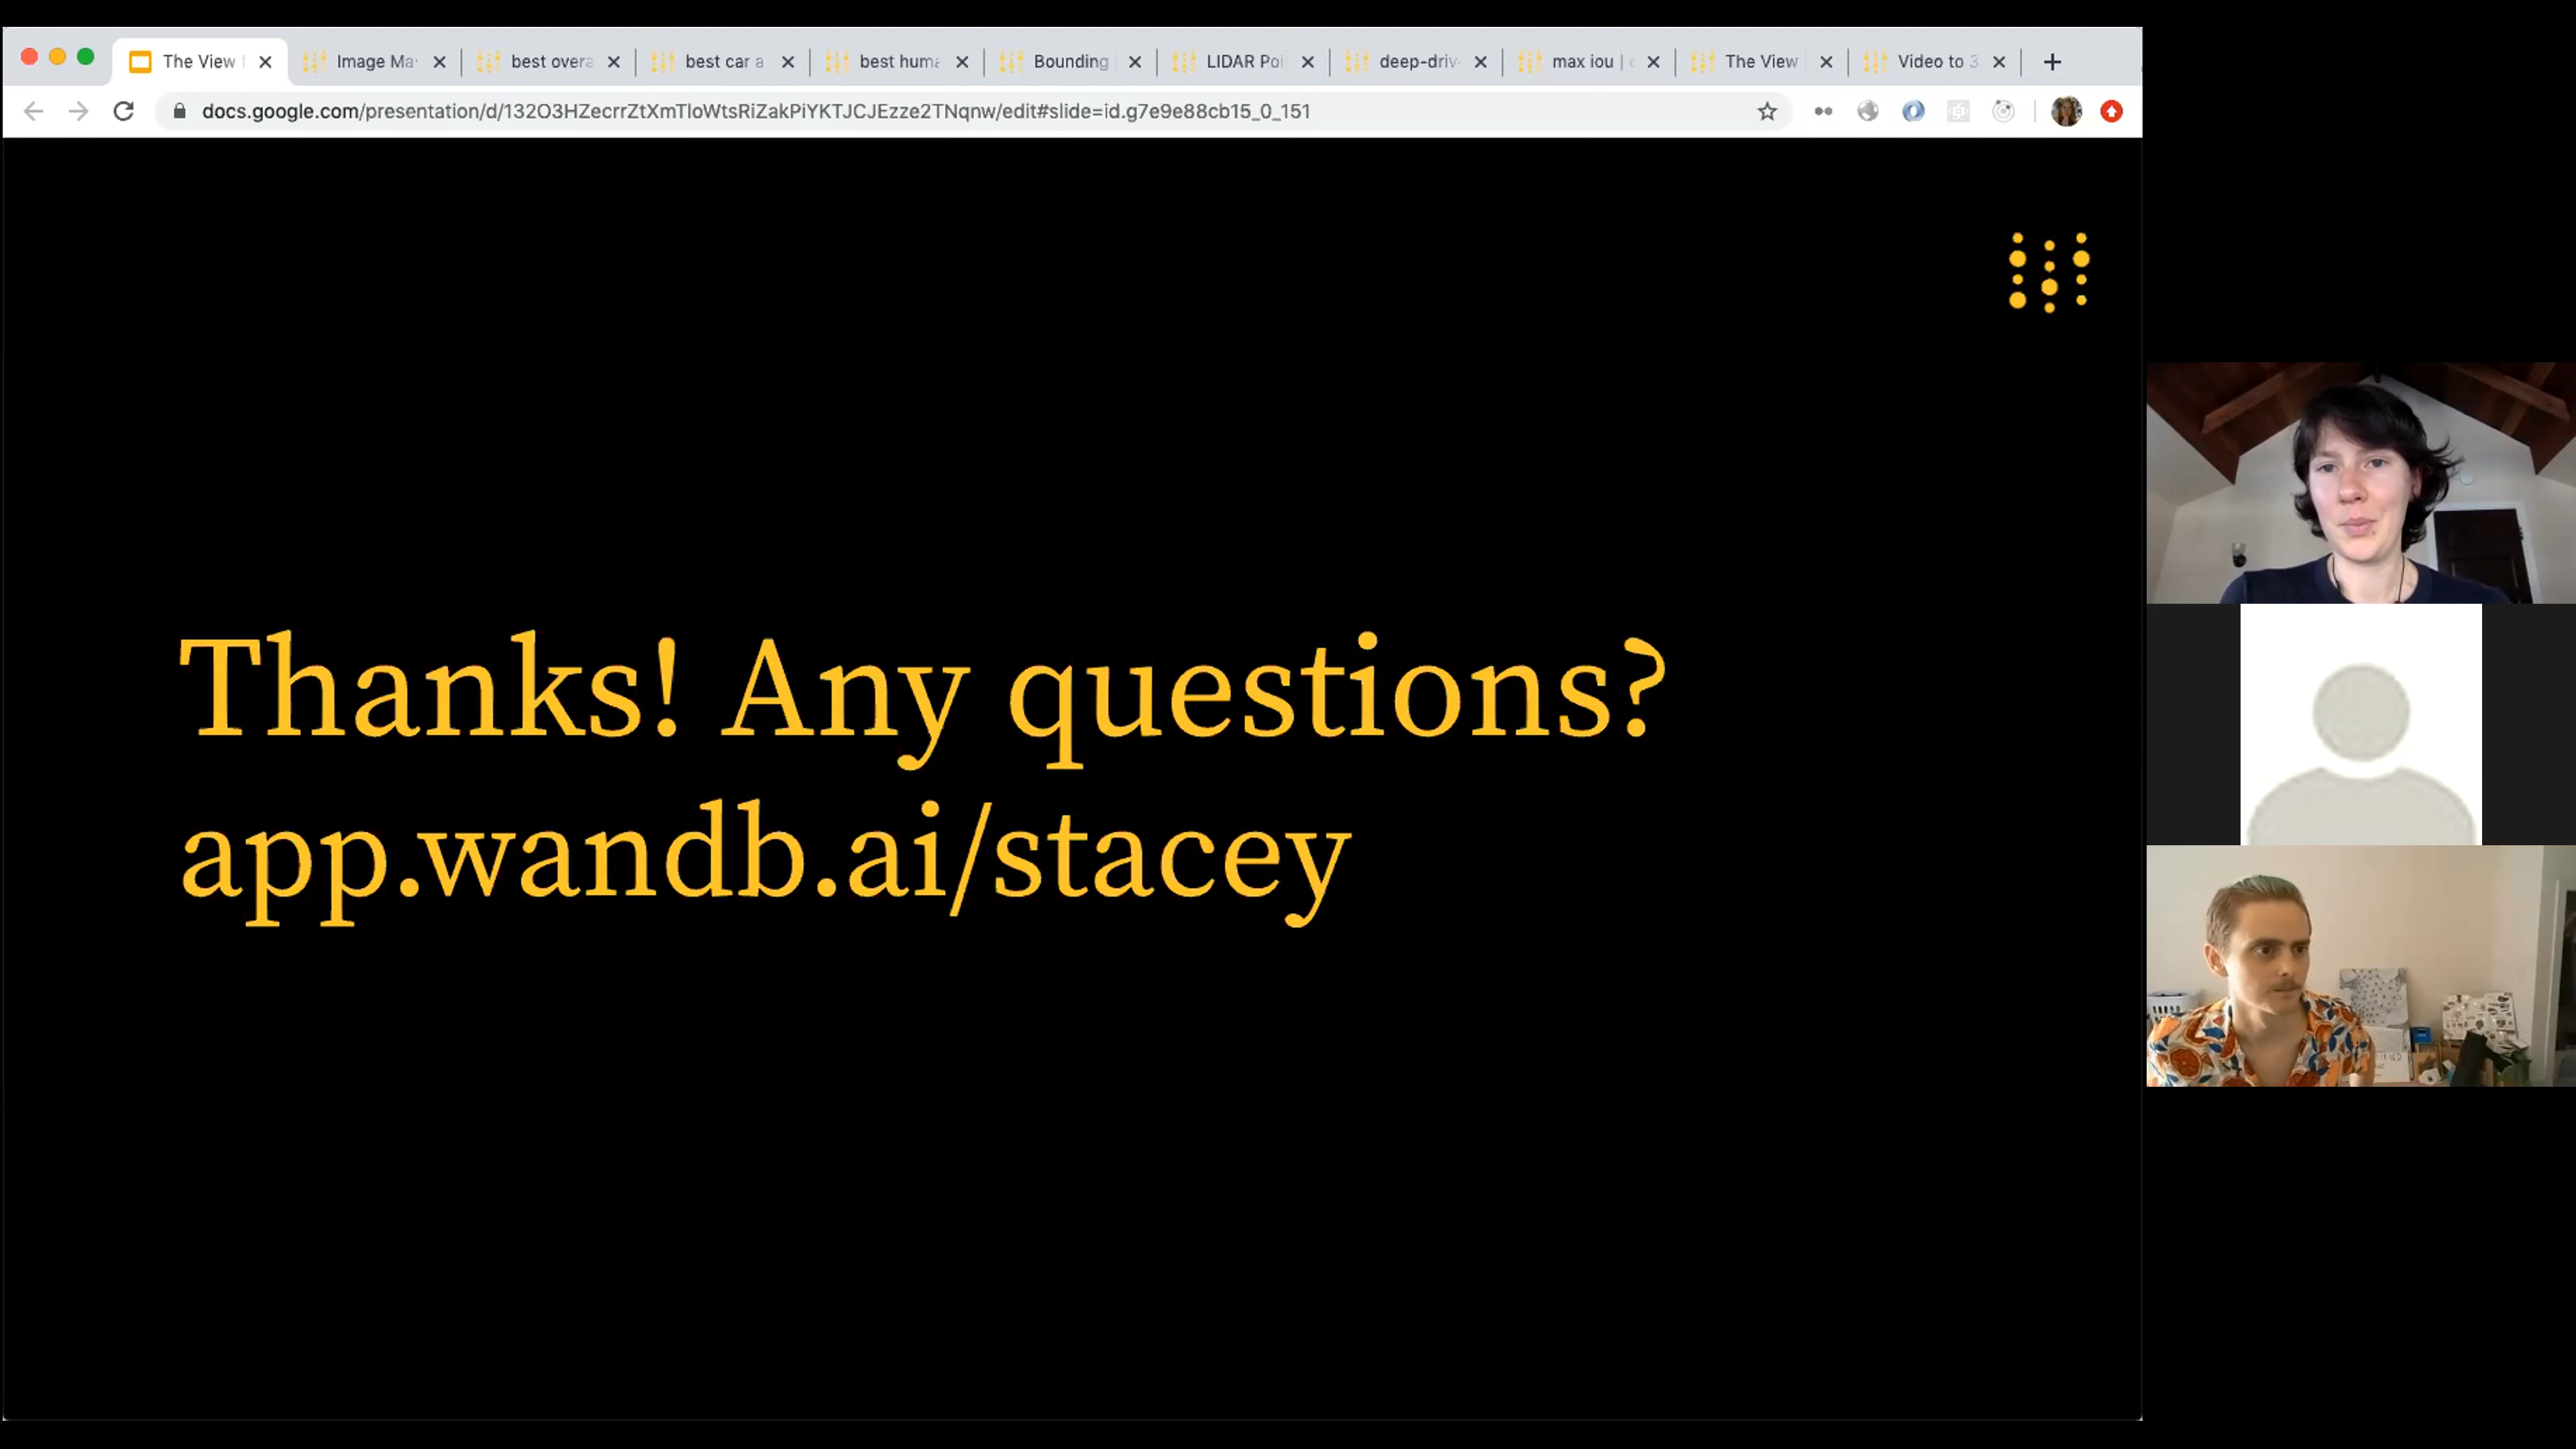 The View f
Image Ma
best overa
best car a
best huma
Bounding
LIDAR Poi
deep-driv
max iou |
The View
Video to 3
docs.google.com/presentation/d/132O3HZecrrZtXmTloWtsRiZakPiYKTJCJEzze2TNqnw/edit#slide=id.g7e9e88cb15_0_151
Thanks! Any questions?
app.wandb.ai/stacey